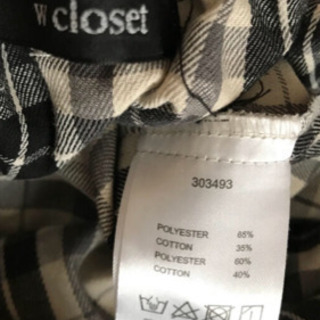 W closet
303493
POLYESTER 65%
COTTON 35%
POLYESTER 60%
COTTON 40%